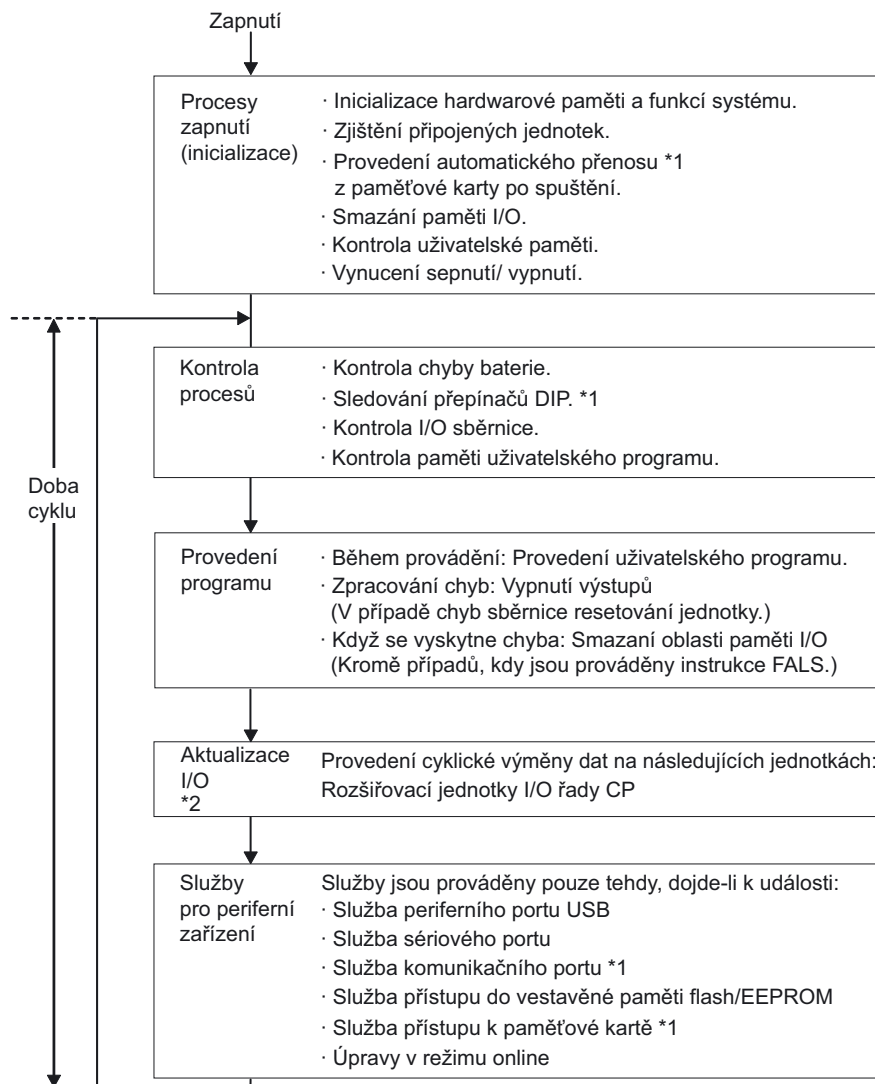 Zapnutí
Procesy
zapnutí
(inicializace)
· Inicializace hardwarové paměti a funkcí systému.
· Zjištění připojených jednotek.
· Provedení automatického přenosu *1
z paměťové karty po spuštění.
· Smazání paměti I/O.
· Kontrola uživatelské paměti.
· Vynucení sepnutí/ vypnutí.
Doba
cyklu
Kontrola
procesů
· Kontrola chyby baterie.
· Sledování přepínačů DIP. *1
· Kontrola I/O sběrnice.
· Kontrola paměti uživatelského programu.
Provedení
programu
· Během provádění: Provedení uživatelského programu.
· Zpracování chyb: Vypnutí výstupů
(V případě chyb sběrnice resetování jednotky.)
· Když se vyskytne chyba: Smazaní oblasti paměti I/O
(Kromě případů, kdy jsou prováděny instrukce FALS.)
Aktualizace
I/O
*2
Provedení cyklické výměny dat na následujících jednotkách:
Rozšiřovací jednotky I/O řady CP
Služby
pro periferní
zařízení
Služby jsou prováděny pouze tehdy, dojde-li k události:
· Služba periferního portu USB
· Služba sériového portu
· Služba komunikačního portu *1
· Služba přístupu do vestavěné paměti flash/EEPROM
· Služba přístupu k paměťové kartě *1
· Úpravy v režimu online